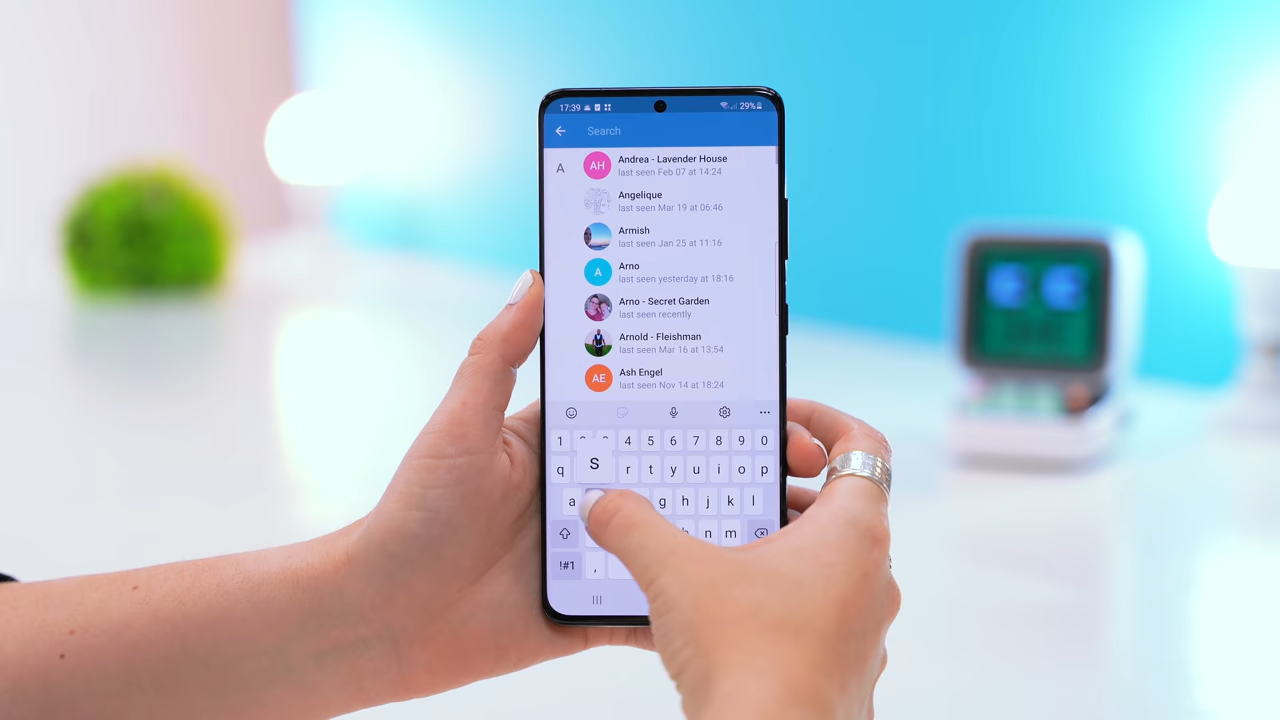 17:39 29%
Search
A
AH Andrea - Lavender House
last seen Feb 07 at 14:24
Angelique
last seen Mar 19 at 06:46
Armish
last seen Jan 25 at 11:16
A Arno
last seen yesterday at 18:16
Arno - Secret Garden
last seen recently
Arnold - Fleishman
last seen Mar 16 at 13:54
AE Ash Engel
last seen Nov 14 at 18:24
1 4 5 6 7 8 9 0
q S r t y u i o p
a g h j k l
n m
!#1 ,